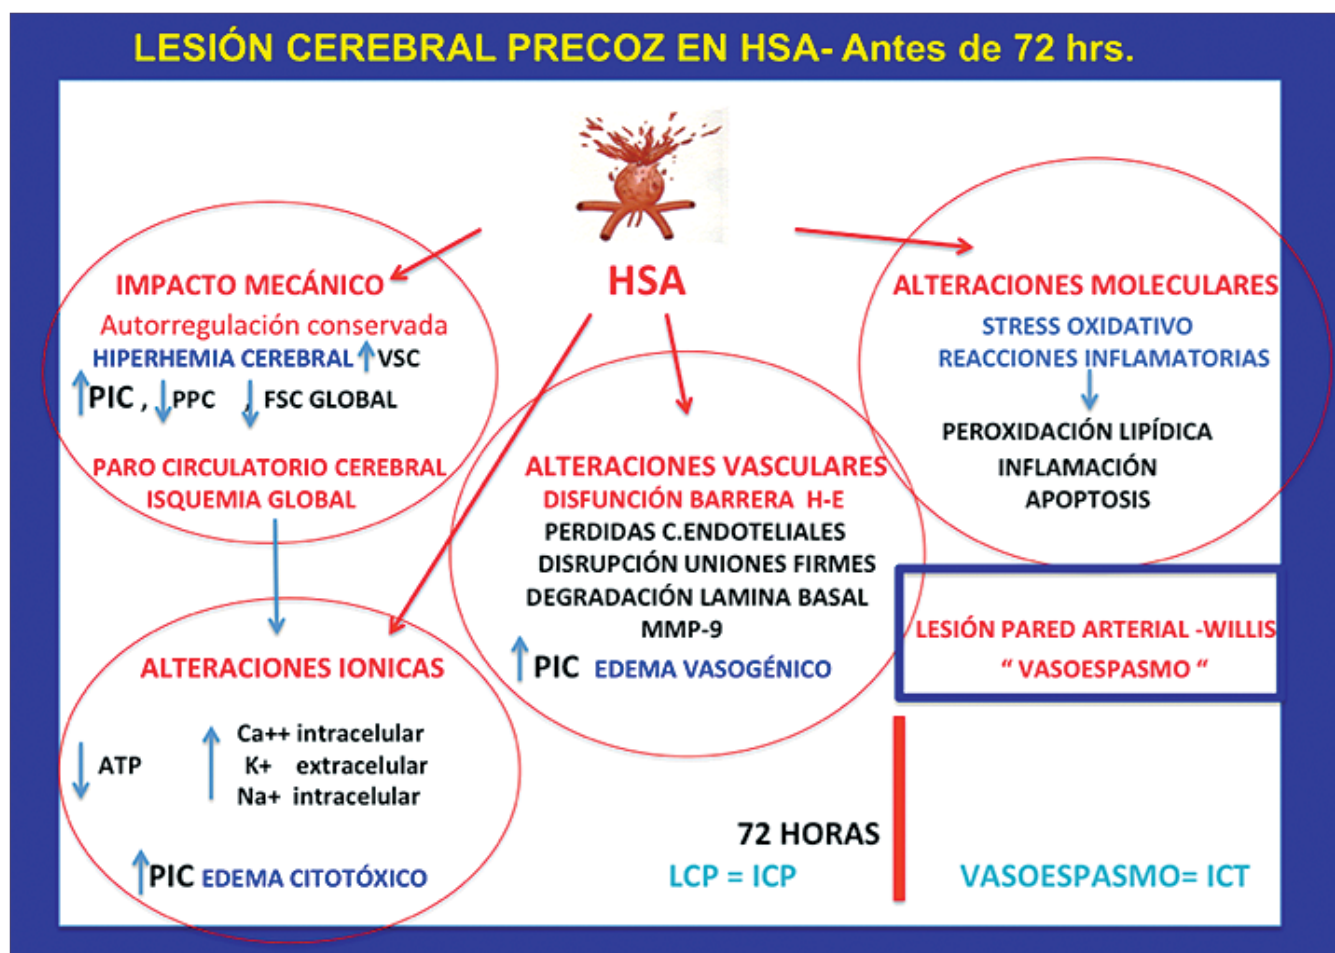 LESIÓN CEREBRAL PRECOZ EN HSA- Antes de 72 hrs.
HSA
IMPACTO MECÁNICO
Autorregulación conservada
HIPERHEMIA CEREBRAL VSC
PIC , PPC , FSC GLOBAL
PARO CIRCULATORIO CEREBRAL
ISQUEMIA GLOBAL
ALTERACIONES IONICAS
ATP
Ca++ intracelular
K+ extracelular
Na+ intracelular
PIC EDEMA CITOTÓXICO
ALTERACIONES VASCULARES
DISFUNCIÓN BARRERA H-E
PERDIDAS C.ENDOTELIALES
DISRUPCIÓN UNIONES FIRMES
DEGRADACIÓN LAMINA BASAL
MMP-9
PIC EDEMA VASOGÉNICO
ALTERACIONES MOLECULARES
STRESS OXIDATIVO
REACCIONES INFLAMATORIAS
PEROXIDACIÓN LIPÍDICA
INFLAMACIÓN
APOPTOSIS
LESIÓN PARED ARTERIAL -WILLIS
" VASOESPASMO "
72 HORAS
LCP = ICP
VASOESPASMO= ICT